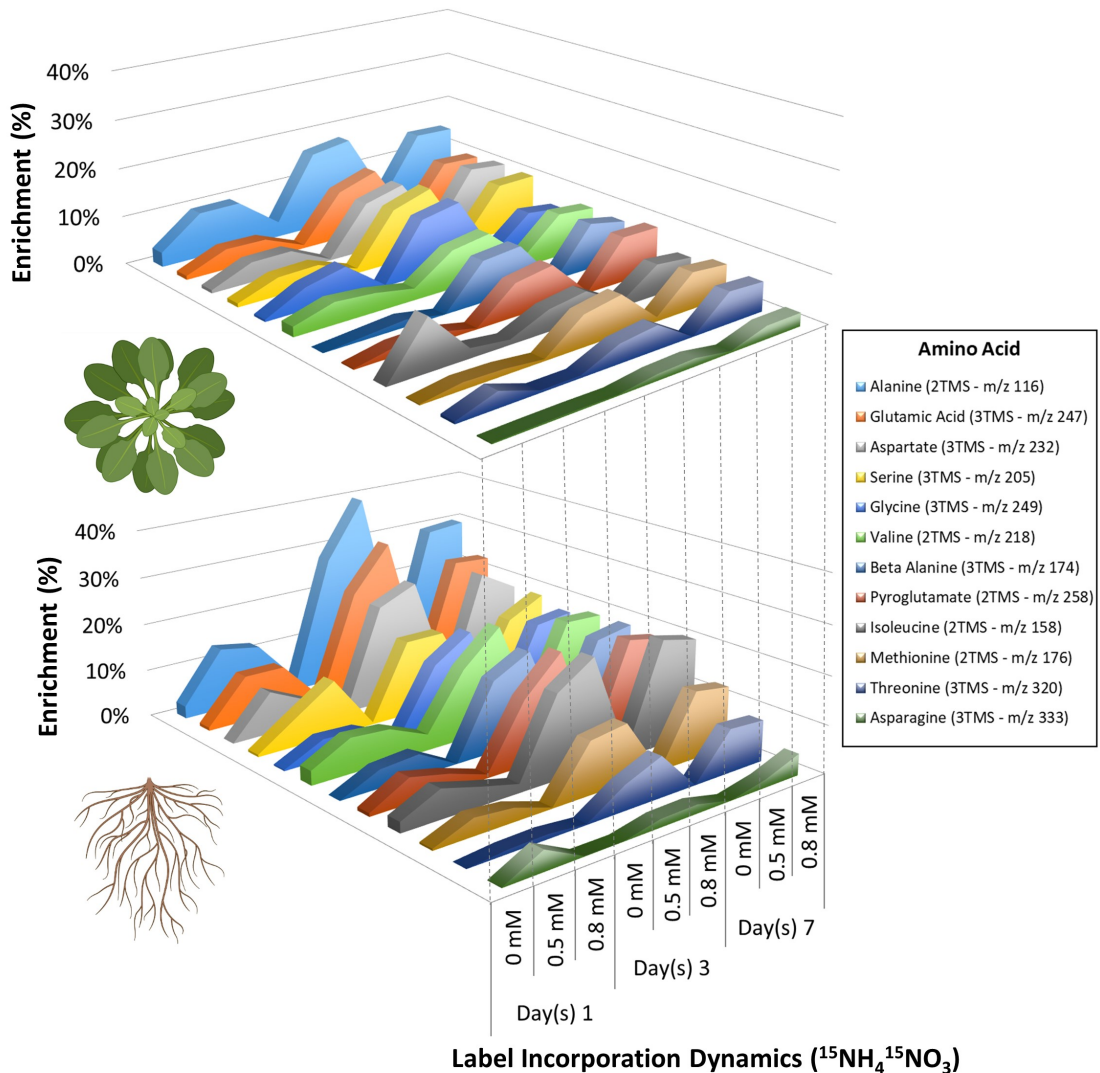 Enrichment (%)
40%
30%
20%
10%
0%
Amino Acid
Alanine (2TMS - m/z 116)
Glutamic Acid (3TMS - m/z 247)
Aspartate (3TMS - m/z 232)
Serine (3TMS - m/z 205)
Glycine (3TMS - m/z 249)
Valine (2TMS - m/z 218)
Beta Alanine (3TMS - m/z 174)
Pyroglutamate (2TMS - m/z 258)
Isoleucine (2TMS - m/z 158)
Methionine (2TMS - m/z 176)
Threonine (3TMS - m/z 320)
Asparagine (3TMS - m/z 333)
Enrichment (%)
40%
30%
20%
10%
0%
0 mM
0.5 mM
0.8 mM
0 mM
0.5 mM
0.8 mM
0 mM
0.5 mM
0.8 mM
Day(s) 1
Day(s) 3
Day(s) 7
Label Incorporation Dynamics (¹⁵NH₄¹⁵NO₃)